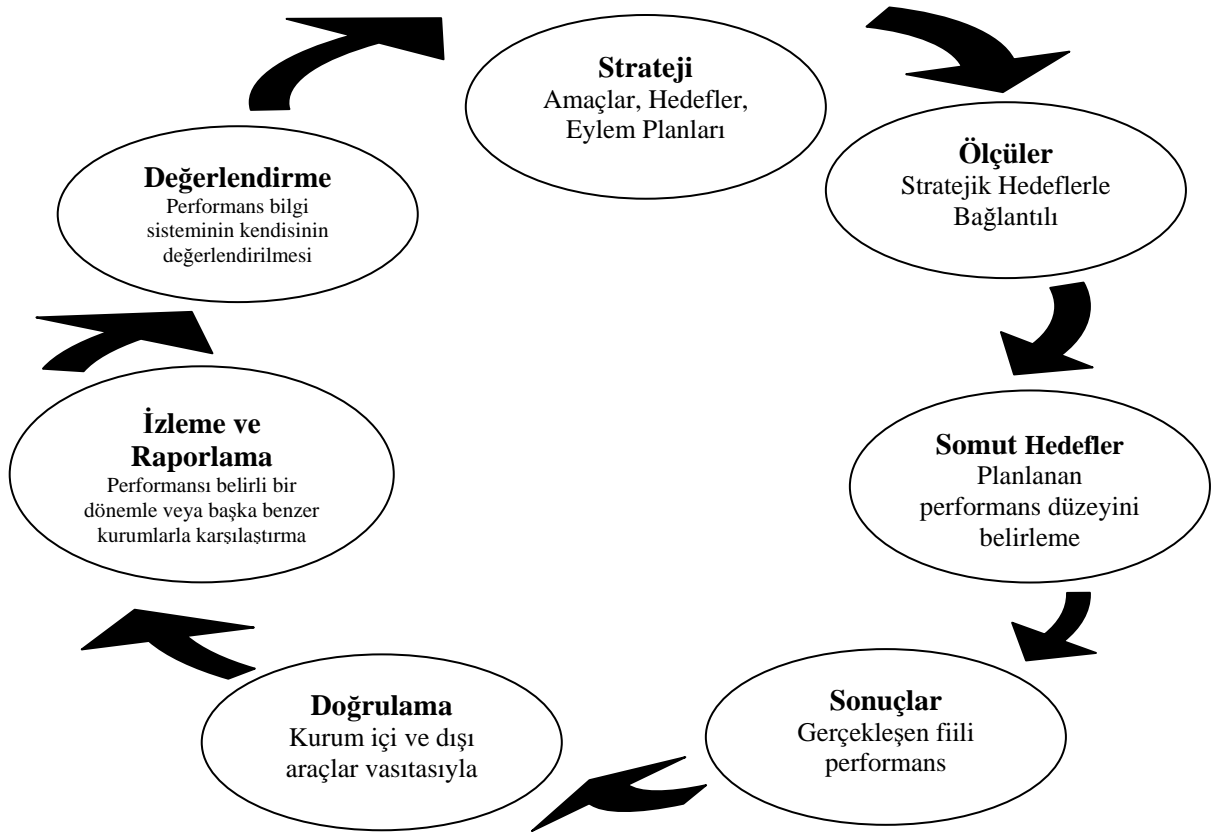 Strateji
Amaçlar, Hedefler,
Eylem Planları
Ölçüler
Stratejik Hedeflerle
Bağlantılı
Somut Hedefler
Planlanan
performans düzeyini
belirleme
Sonuçlar
Gerçekleşen fiili
performans
Doğrulama
Kurum içi ve dışı
araçlar vasıtasıyla
İzleme ve
Raporlama
Performansı belirli bir
dönemle veya başka benzer
kurumlarla karşılaştırma
Değerlendirme
Performans bilgi
sisteminin kendisinin
değerlendirilmesi